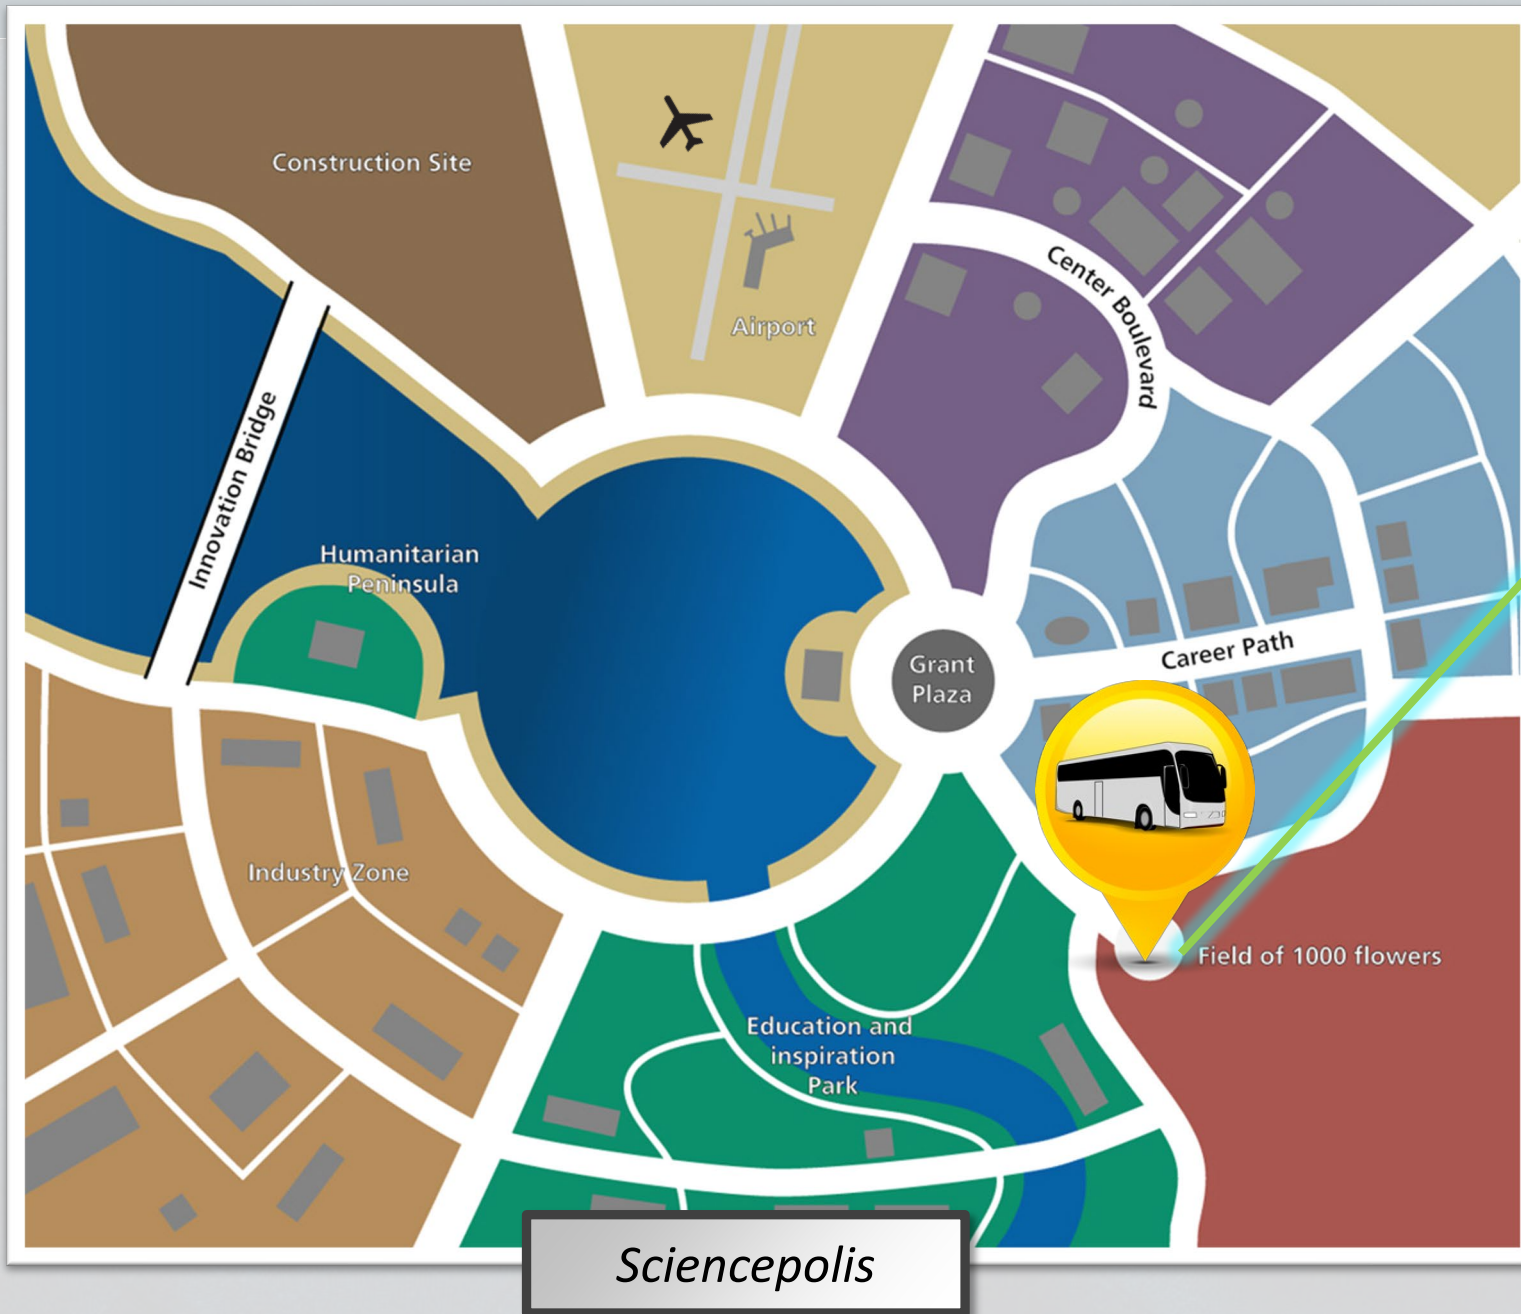 Construction Site
Airport
Center Boulevard
Innovation Bridge
Humanitarian
Peninsula
Career Path
Grant
Plaza
Industry Zone
Field of 1000 flowers
Education and
inspiration
Park
Sciencepolis